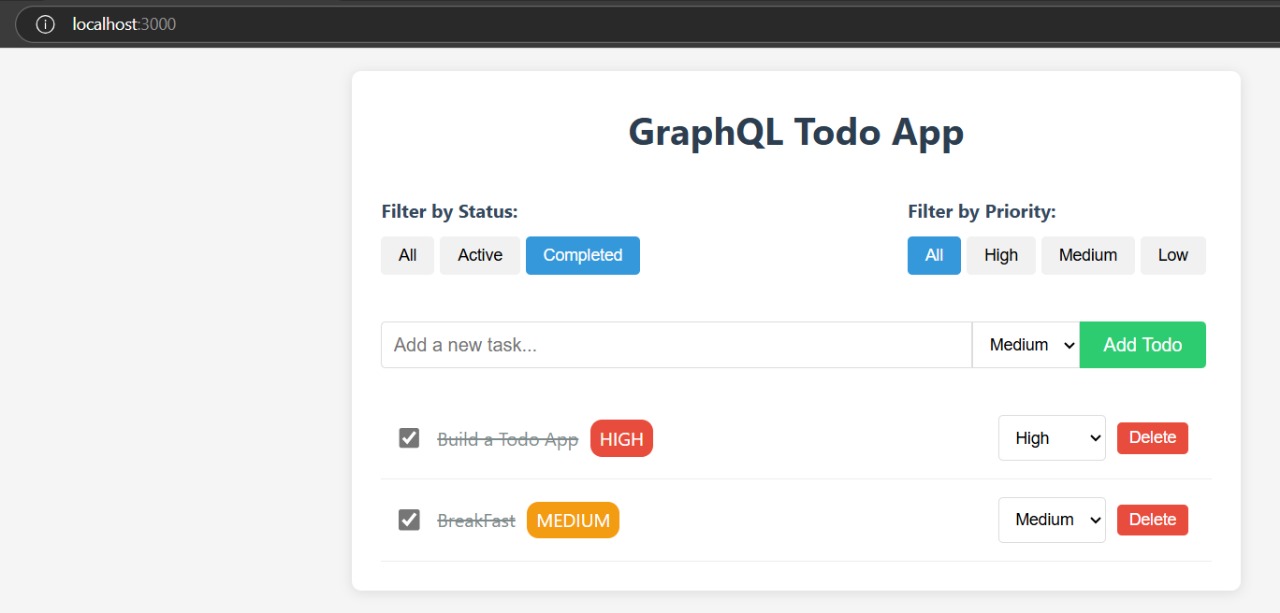 localhost:3000
GraphQL Todo App
Filter by Status: Filter by Priority:
All Active Completed All High Medium Low
Add a new task... Medium Add Todo
Build a Todo App HIGH High Delete
BreakFast MEDIUM Medium Delete